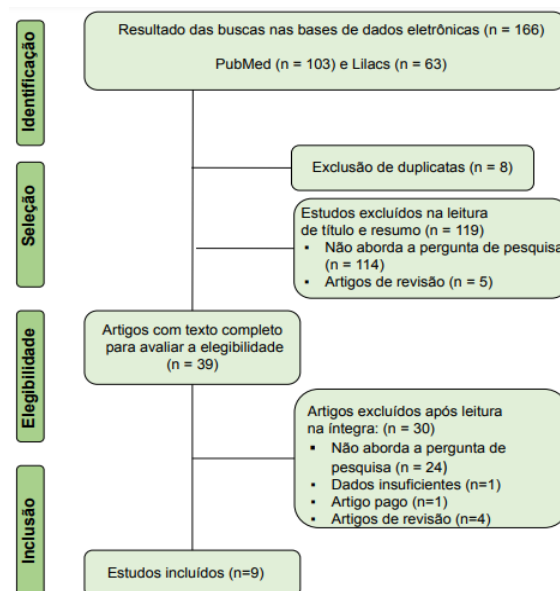 Identificação
Resultado das buscas nas bases de dados eletrônicas (n = 166)
PubMed (n = 103) e Lilacs (n = 63)
Seleção
Exclusão de duplicatas (n = 8)
Estudos excluídos na leitura
de título e resumo (n = 119)
• Não aborda a pergunta de pesquisa
(n = 114)
• Artigos de revisão (n = 5)
Elegibilidade
Artigos com texto completo
para avaliar a elegibilidade
(n = 39)
Artigos excluídos após leitura
na íntegra: (n = 30)
▪ Não aborda a pergunta de
pesquisa (n = 24)
• Dados insuficientes (n=1)
• Artigo pago (n=1)
• Artigos de revisão (n=4)
Inclusão
Estudos incluídos (n=9)